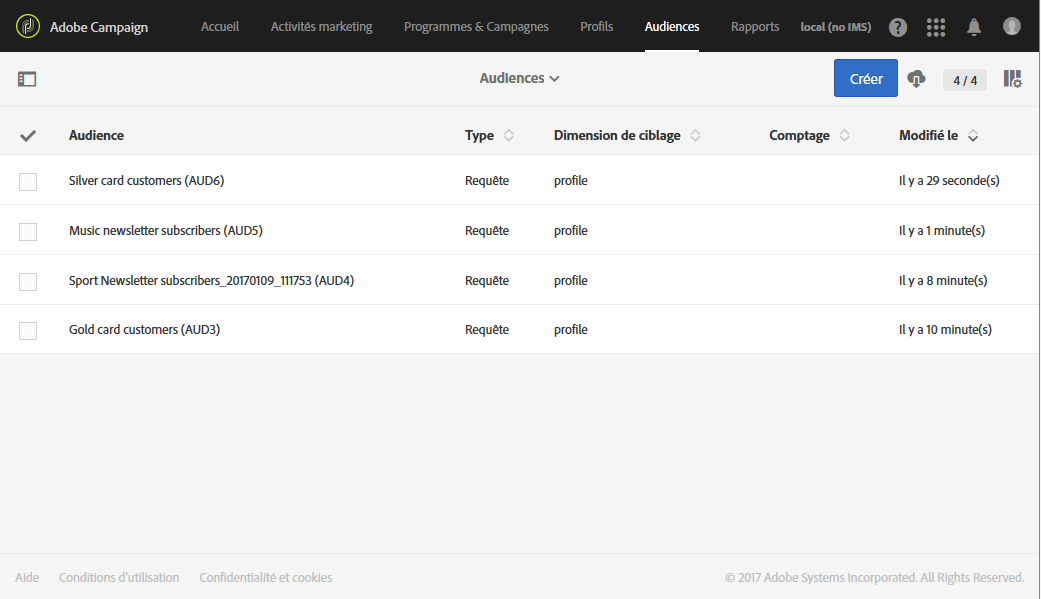 Adobe Campaign Accueil Activités marketing Programmes & Campagnes Profils Audiences Rapports local (no IMS) ?
Audiences Créer 4 / 4
Audience Type Dimension de ciblage Comptage Modifié le
Silver card customers (AUD6) Requête profile Il y a 29 seconde(s)
Music newsletter subscribers (AUD5) Requête profile Il y a 1 minute(s)
Sport Newsletter subscribers_20170109_111753 (AUD4) Requête profile Il y a 8 minute(s)
Gold card customers (AUD3) Requête profile Il y a 10 minute(s)
Aide Conditions d'utilisation Confidentialité et cookies © 2017 Adobe Systems Incorporated. All Rights Reserved.